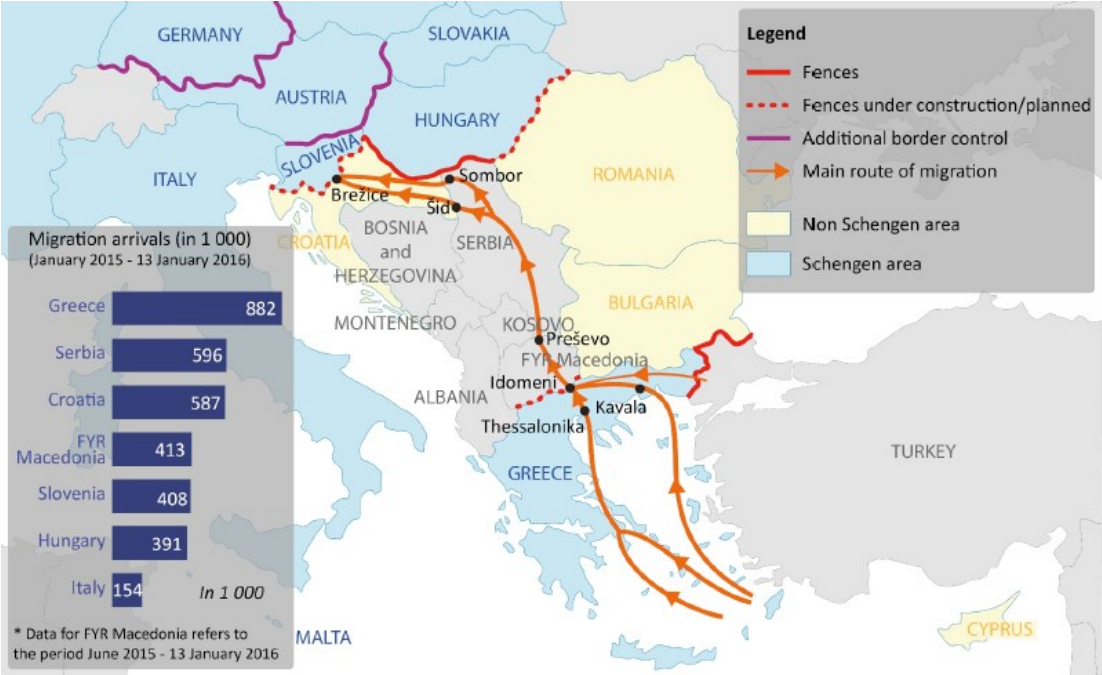 GERMANY
SLOVAKIA
AUSTRIA
HUNGARY
SLOVENIA
ITALY
ROMANIA
Sombor
Brežice
Šid
BOSNIA
and
HERZEGOVINA
CROATIA
SERBIA
BULGARIA
MONTENEGRO
KOSOVO
Preševo
FYR Macedonia
Idomeni
ALBANIA
Kavala
Thessalonika
GREECE
TURKEY
CYPRUS
MALTA
Legend
Fences
Fences under construction/planned
Additional border control
Main route of migration
Non Schengen area
Schengen area
Migration arrivals (in 1 000)
(January 2015 - 13 January 2016)
Greece 882
Serbia 596
Croatia 587
FYR
Macedonia 413
Slovenia 408
Hungary 391
Italy 154
In 1 000
* Data for FYR Macedonia refers to
the period June 2015 - 13 January 2016